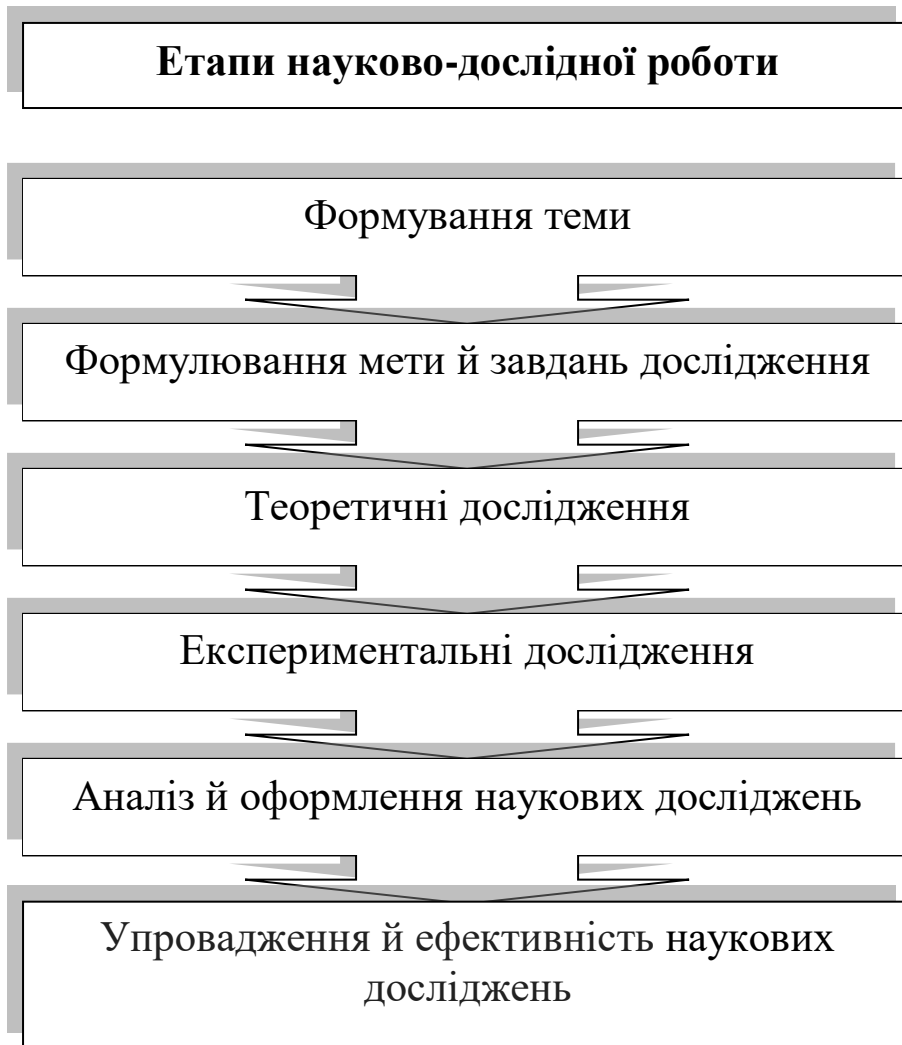 Етапи науково-дослідної роботи
Формування теми
Формулювання мети й завдань дослідження
Теоретичні дослідження
Експериментальні дослідження
Аналіз й оформлення наукових досліджень
Упровадження й ефективність наукових
досліджень